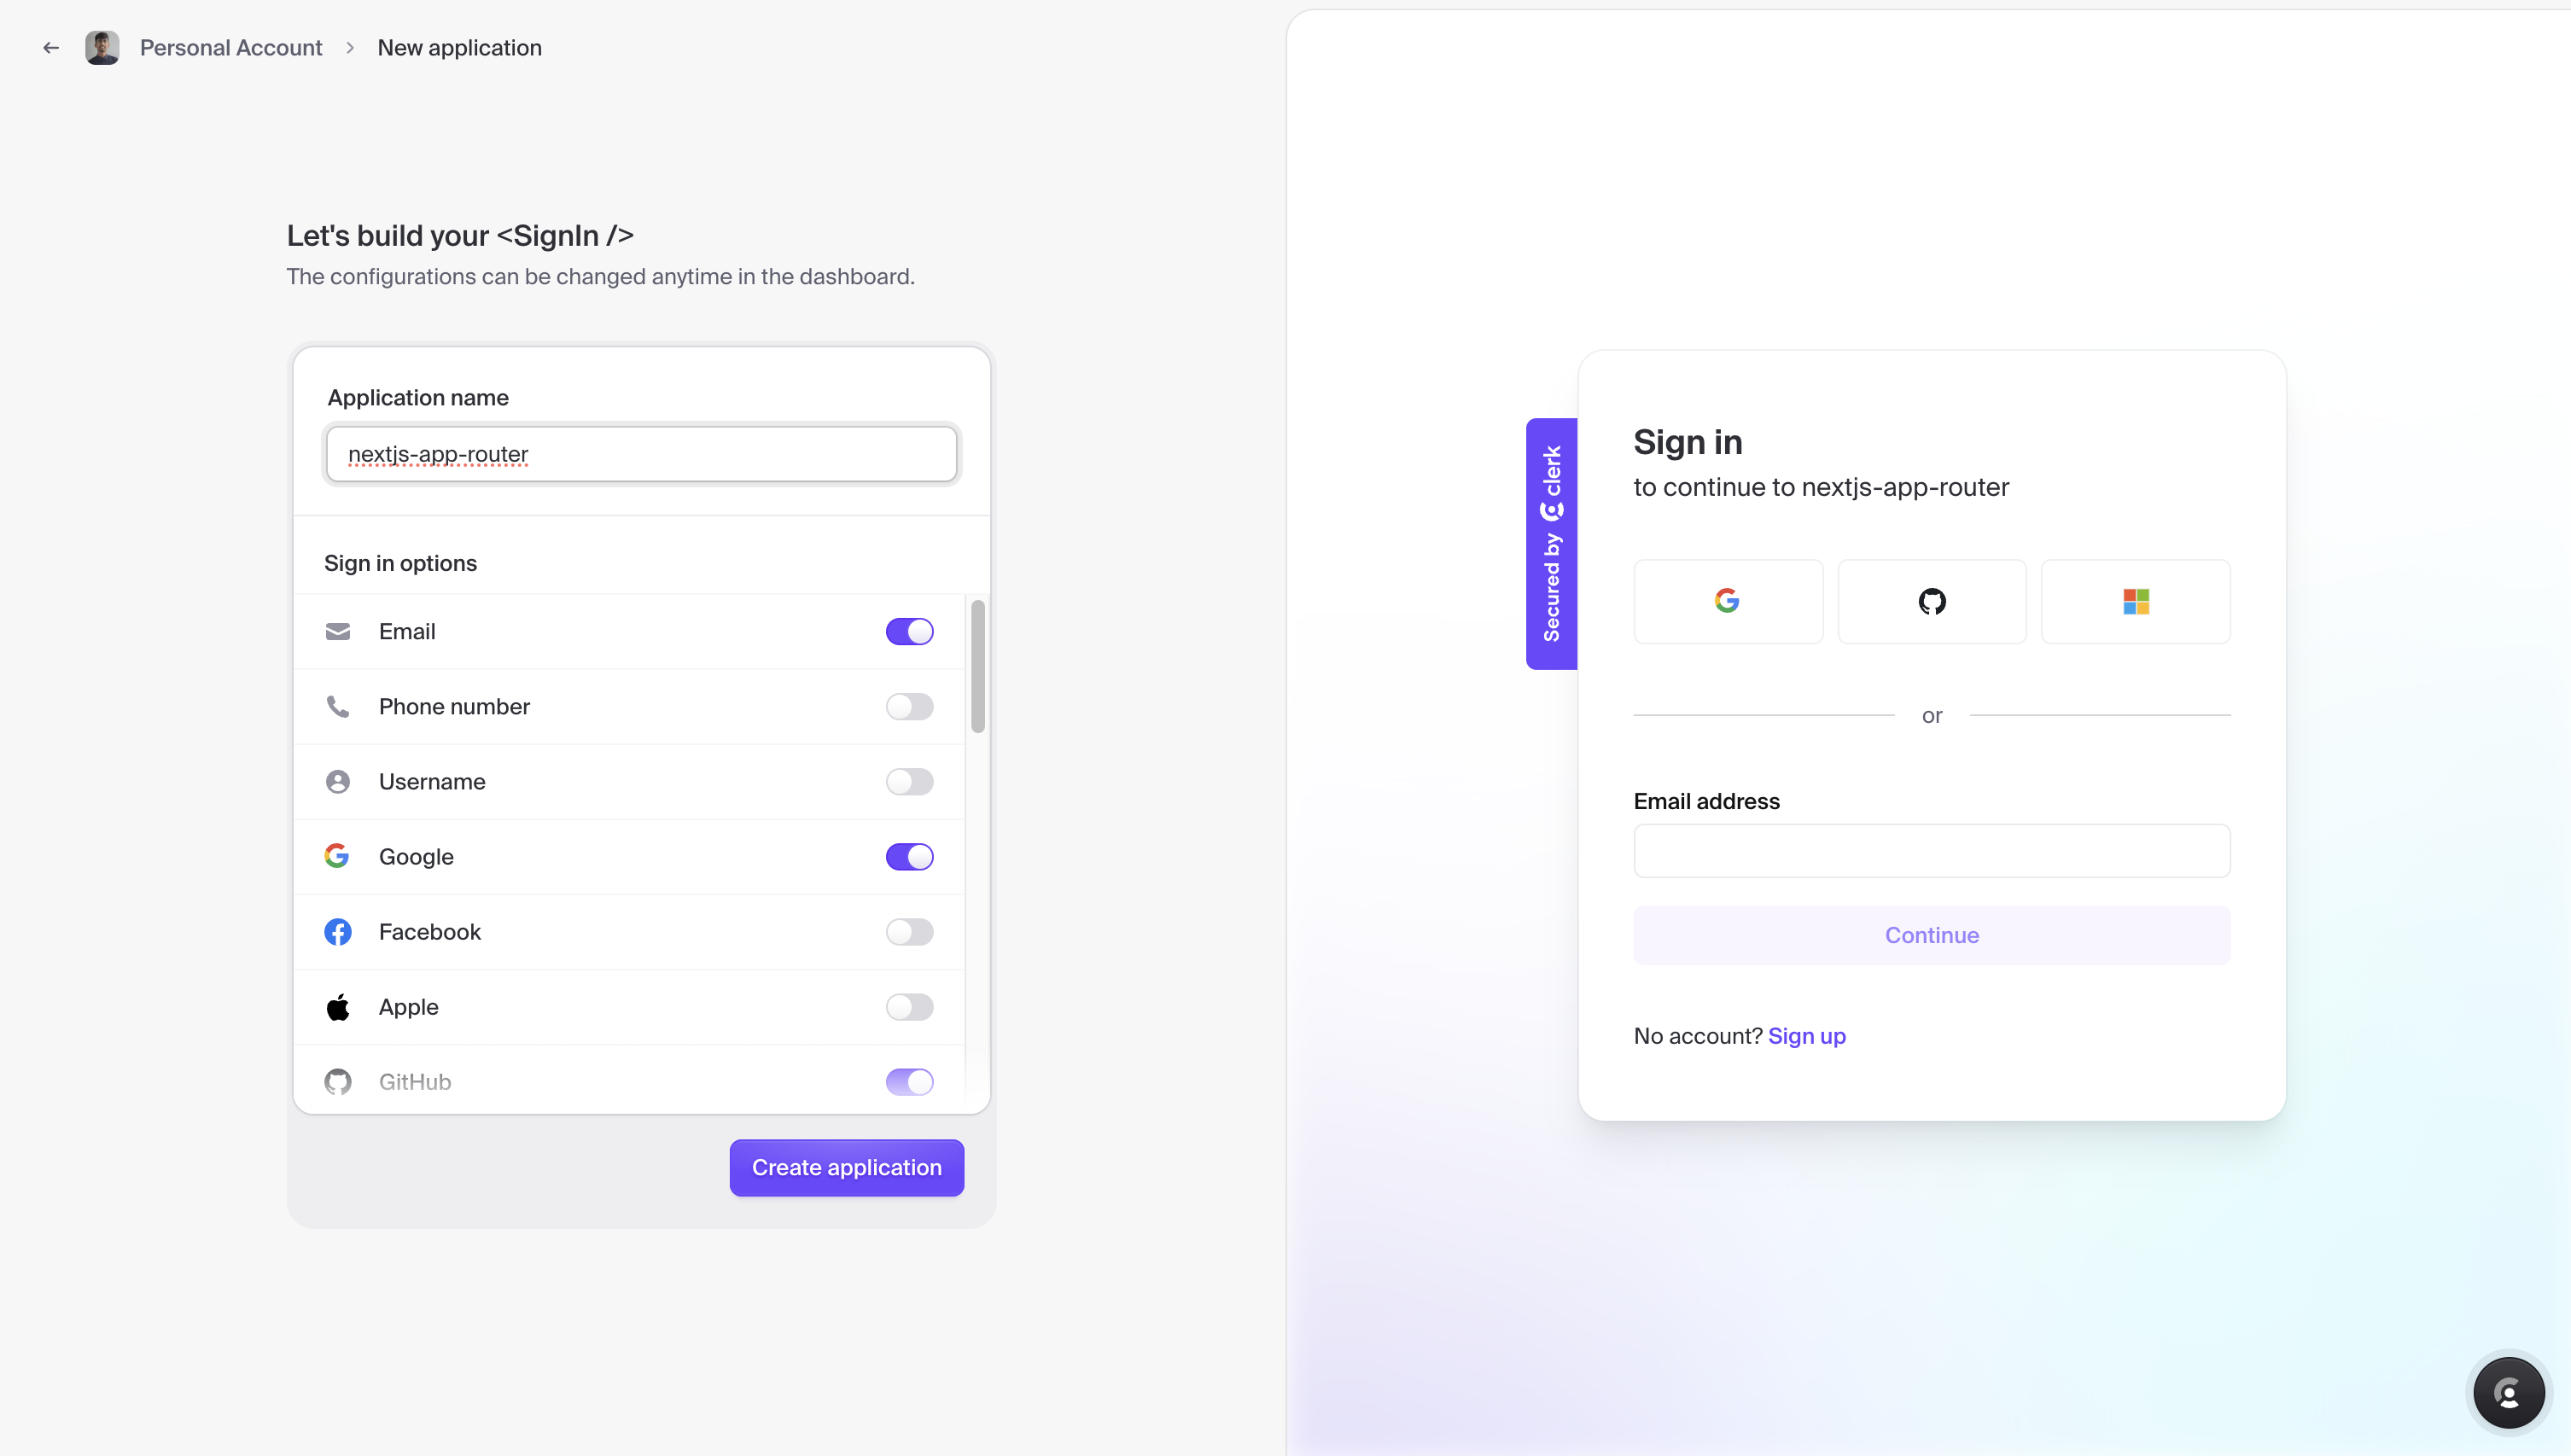 Personal Account
New application
Let's build your <SignIn />
The configurations can be changed anytime in the dashboard.
Application name
nextjs-app-router
Sign in options
Email
Phone number
Username
Google
Facebook
Apple
GitHub
Create application
Secured by clerk
Sign in
to continue to nextjs-app-router
or
Email address
Continue
No account? Sign up